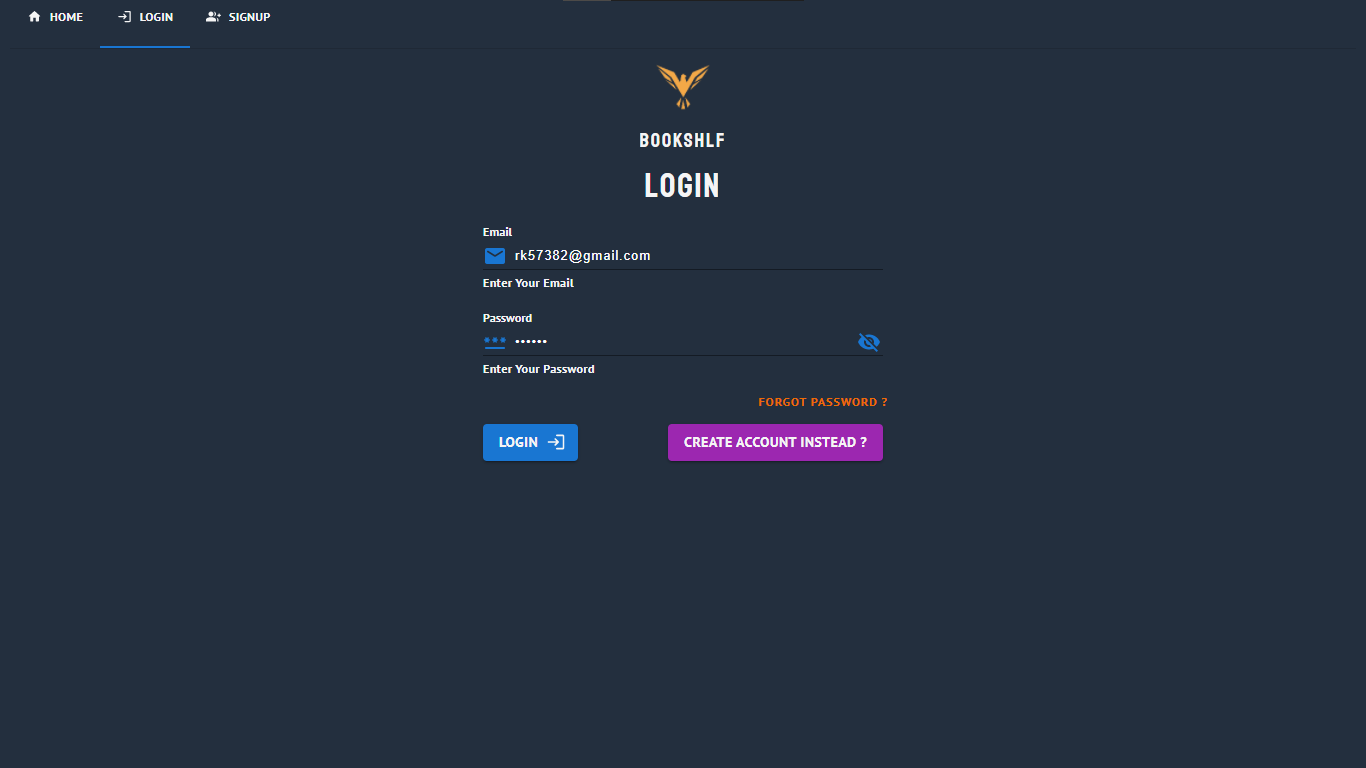 HOME LOGIN SIGNUP
BOOKSHLF
LOGIN
Email
rk57382@gmail.com
Enter Your Email
Password
••••••
Enter Your Password
FORGOT PASSWORD ?
LOGIN CREATE ACCOUNT INSTEAD ?